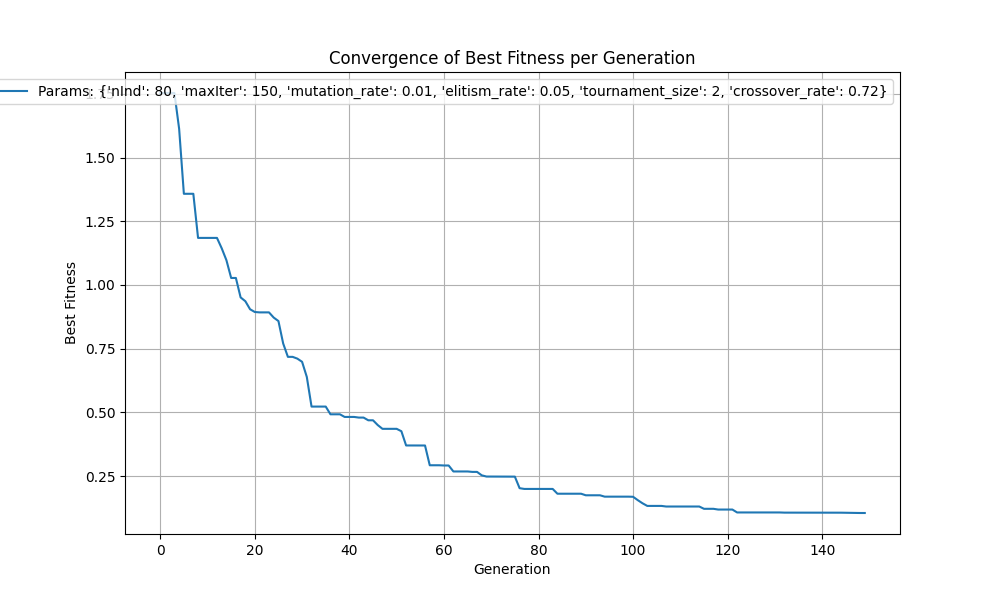 Convergence of Best Fitness per Generation
Params: {'nInd': 80, 'maxIter': 150, 'mutation_rate': 0.01, 'elitism_rate': 0.05, 'tournament_size': 2, 'crossover_rate': 0.72}
1.75
1.50
1.25
1.00
0.75
0.50
0.25
Best Fitness
0 20 40 60 80 100 120 140
Generation